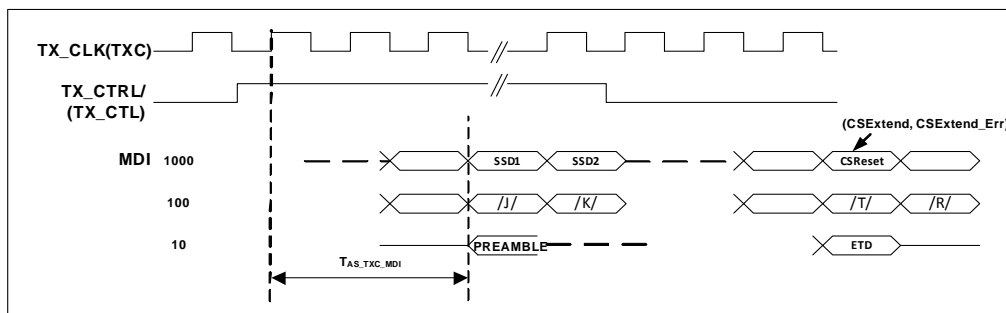 TX_CLK(TXC)
TX_CTRL/
(TX_CTL)
(CSExtend, CSExtend_Err)
MDI 1000 SSD1 SSD2 CSReset
100 /J/ /K/ /T/ /R/
10 PREAMBLE ETD
TAS_TXC_MDI